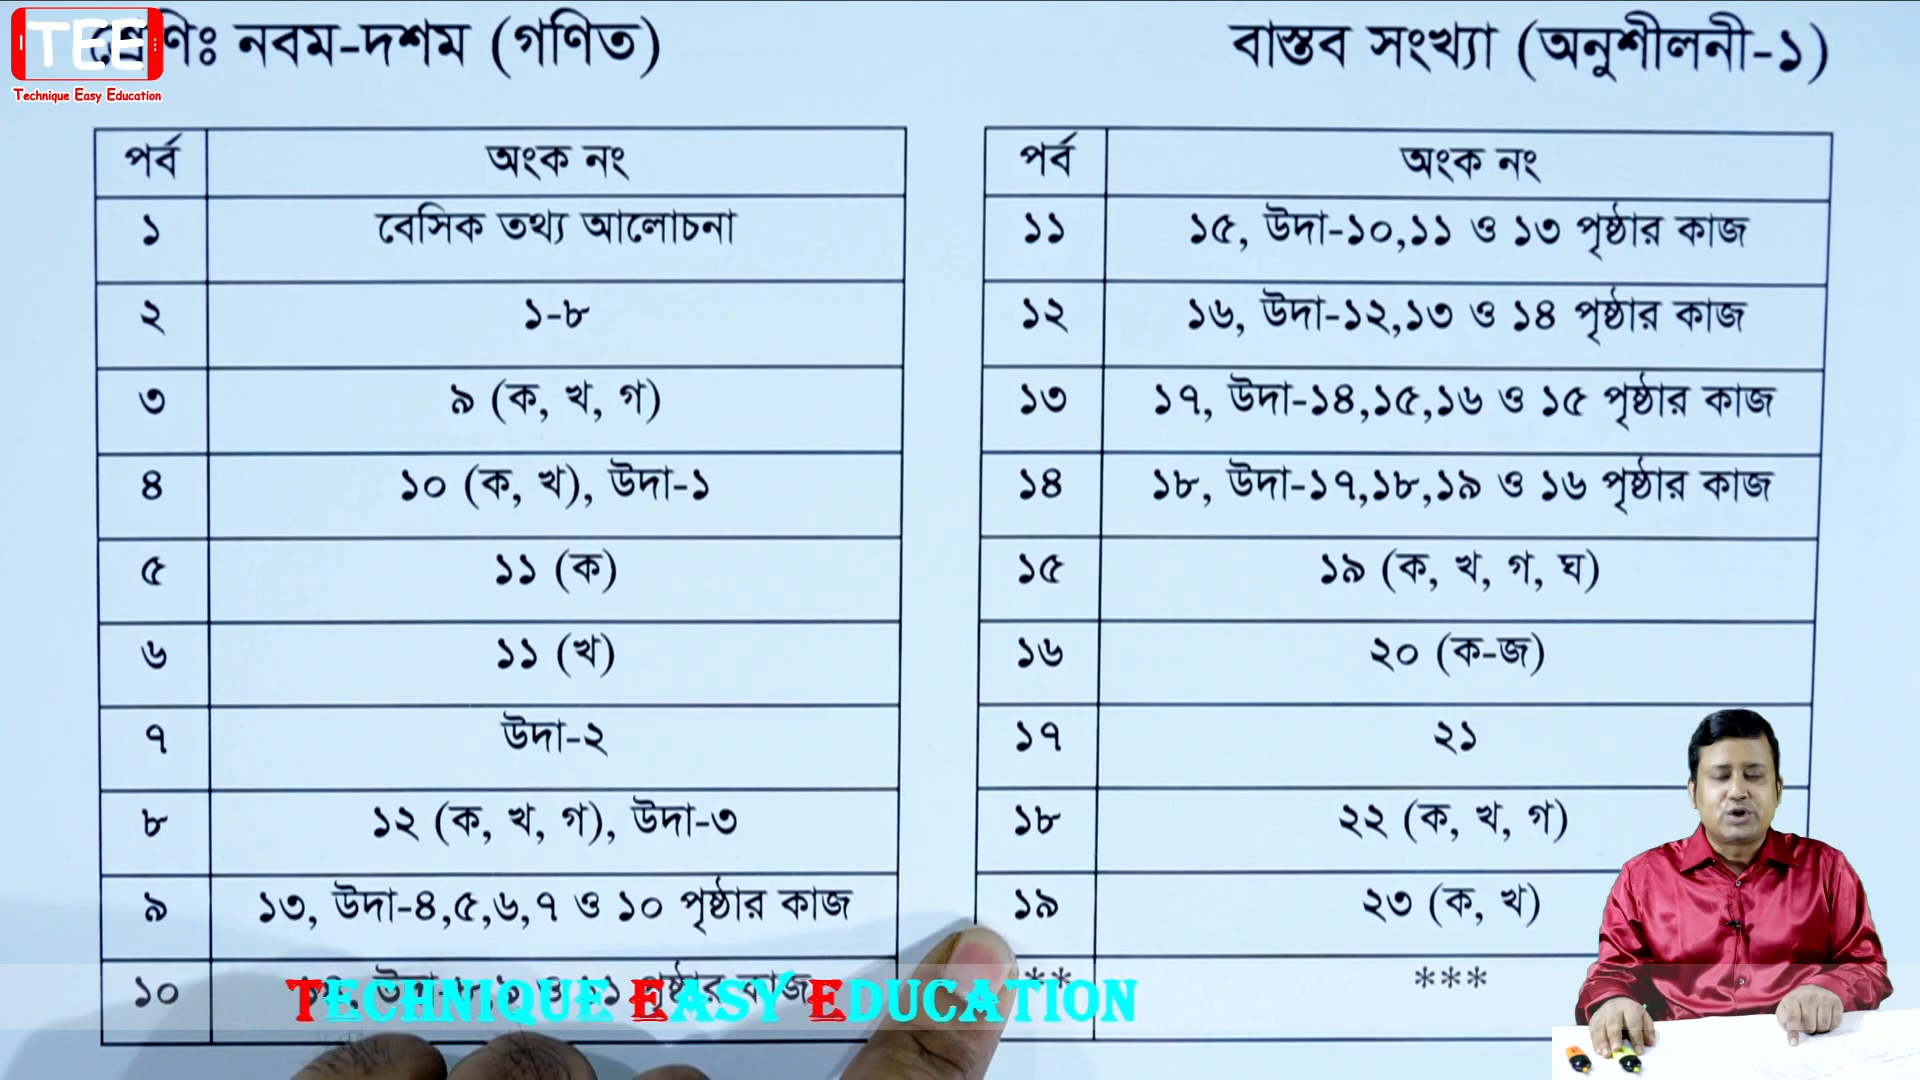 TEE
Technique Easy Education
শ্রেণিঃ নবম-দশম (গণিত)
বাস্তব সংখ্যা (অনুশীলনী-১)
পর্ব অংক নং
১ বেসিক তথ্য আলোচনা
২ ১-৮
৩ ৯ (ক, খ, গ)
৪ ১০ (ক, খ), উদা-১
৫ ১১ (ক)
৬ ১১ (খ)
৭ উদা-২
৮ ১২ (ক, খ, গ), উদা-৩
৯ ১৩, উদা-৪,৫,৬,৭ ও ১০ পৃষ্ঠার কাজ
১০ উদা- ও ১১ পৃষ্ঠার কাজ
পর্ব অংক নং
১১ ১৫, উদা-১০,১১ ও ১৩ পৃষ্ঠার কাজ
১২ ১৬, উদা-১২,১৩ ও ১৪ পৃষ্ঠার কাজ
১৩ ১৭, উদা-১৪,১৫,১৬ ও ১৫ পৃষ্ঠার কাজ
১৪ ১৮, উদা-১৭,১৮,১৯ ও ১৬ পৃষ্ঠার কাজ
১৫ ১৯ (ক, খ, গ, ঘ)
১৬ ২০ (ক-জ)
১৭ ২১
১৮ ২২ (ক, খ, গ)
১৯ ২৩ (ক, খ)
** ***
TECHNIQUE EASY EDUCATION